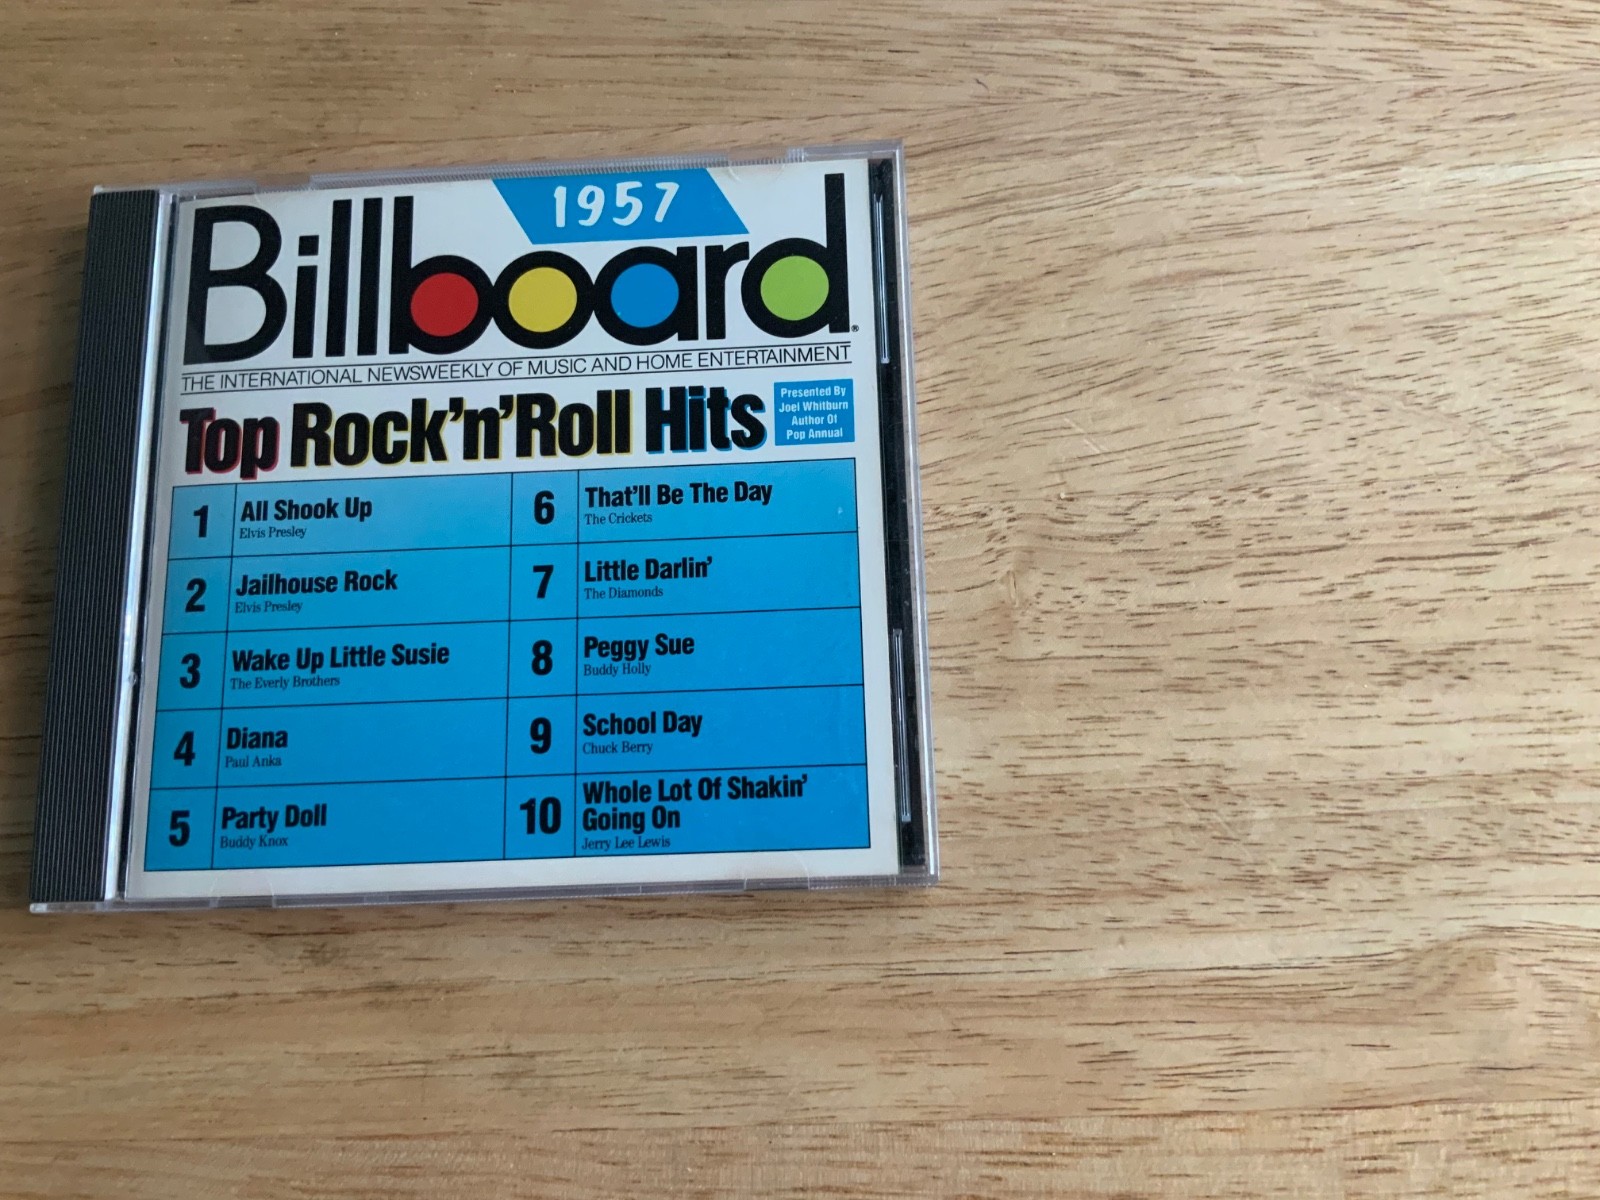 1957
Billboard®
THE INTERNATIONAL NEWSWEEKLY OF MUSIC AND HOME ENTERTAINMENT
Top Rock'n'Roll Hits
Presented By
Joel Whitburn
Author Of
Pop Annual
1
All Shook Up
Elvis Presley
2
Jailhouse Rock
Elvis Presley
3
Wake Up Little Susie
The Everly Brothers
4
Diana
Paul Anka
5
Party Doll
Buddy Knox
6
That'll Be The Day
The Crickets
7
Little Darlin'
The Diamonds
8
Peggy Sue
Buddy Holly
9
School Day
Chuck Berry
10
Whole Lot Of Shakin'
Going On
Jerry Lee Lewis